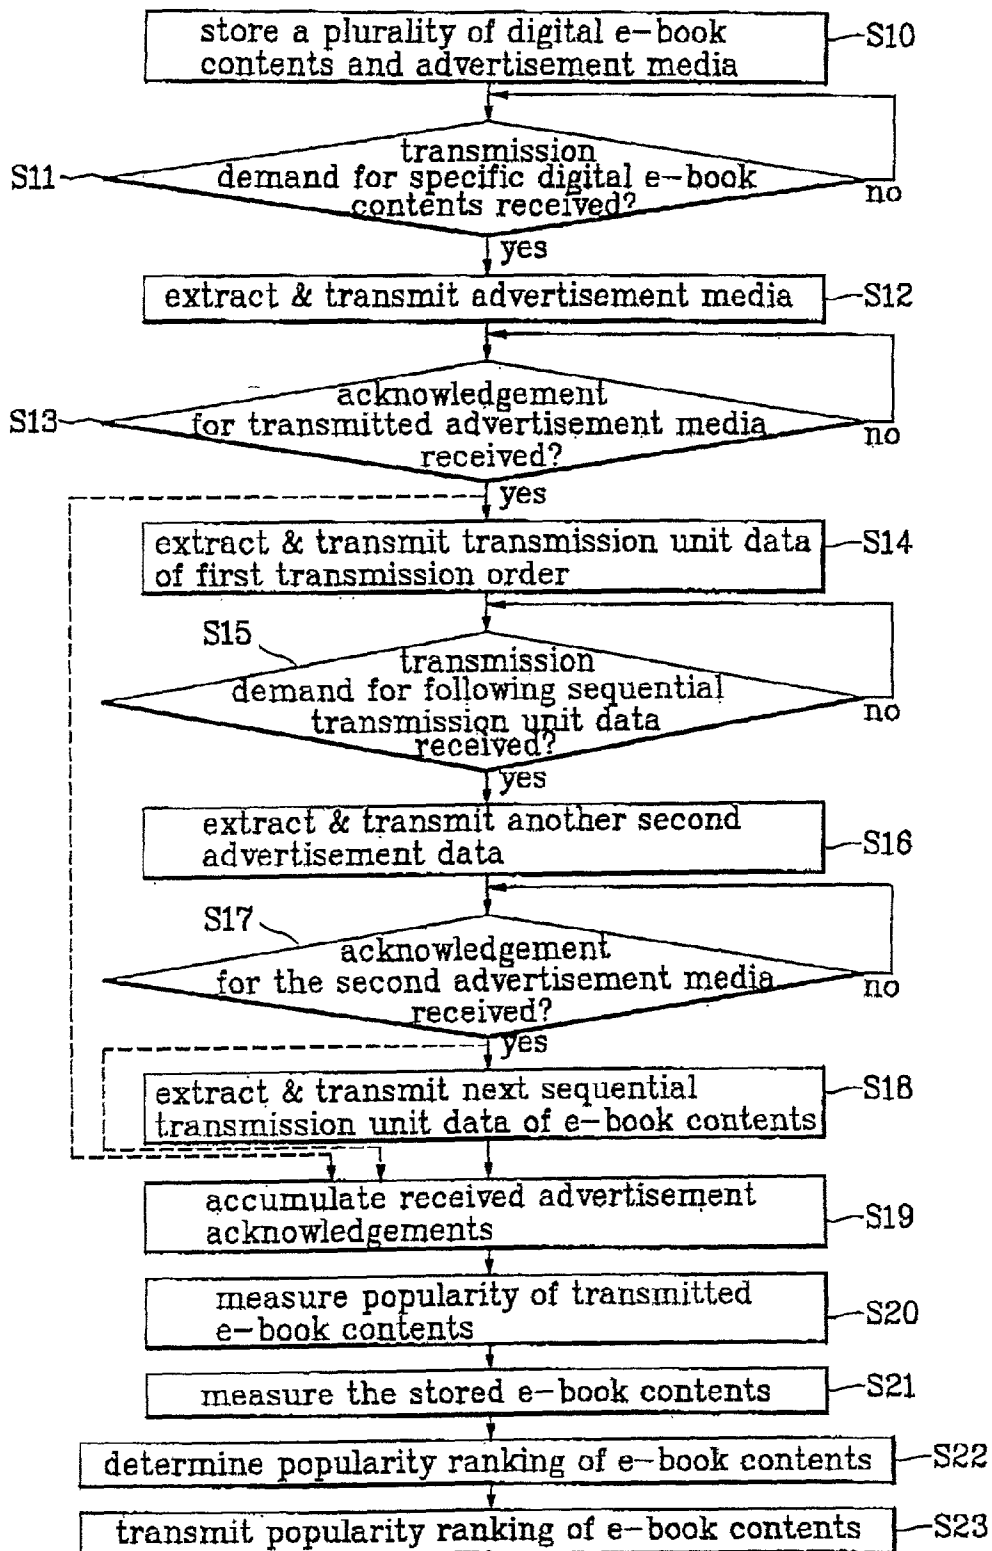 store a plurality of digital e-book
contents and advertisement media
S10
transmission
demand for specific digital e-book
contents received?
S11
no
yes
extract & transmit advertisement media
S12
acknowledgement
for transmitted advertisement media
received?
S13
no
yes
extract & transmit transmission unit data
of first transmission order
S14
S15
transmission
demand for following sequential
transmission unit data
received?
no
yes
extract & transmit another second
advertisement data
S16
S17
acknowledgement
for the second advertisement media
received?
no
yes
extract & transmit next sequential
transmission unit data of e-book contents
S18
accumulate received advertisement
acknowledgements
S19
measure popularity of transmitted
e-book contents
S20
measure the stored e-book contents
S21
determine popularity ranking of e-book contents
S22
transmit popularity ranking of e-book contents
S23